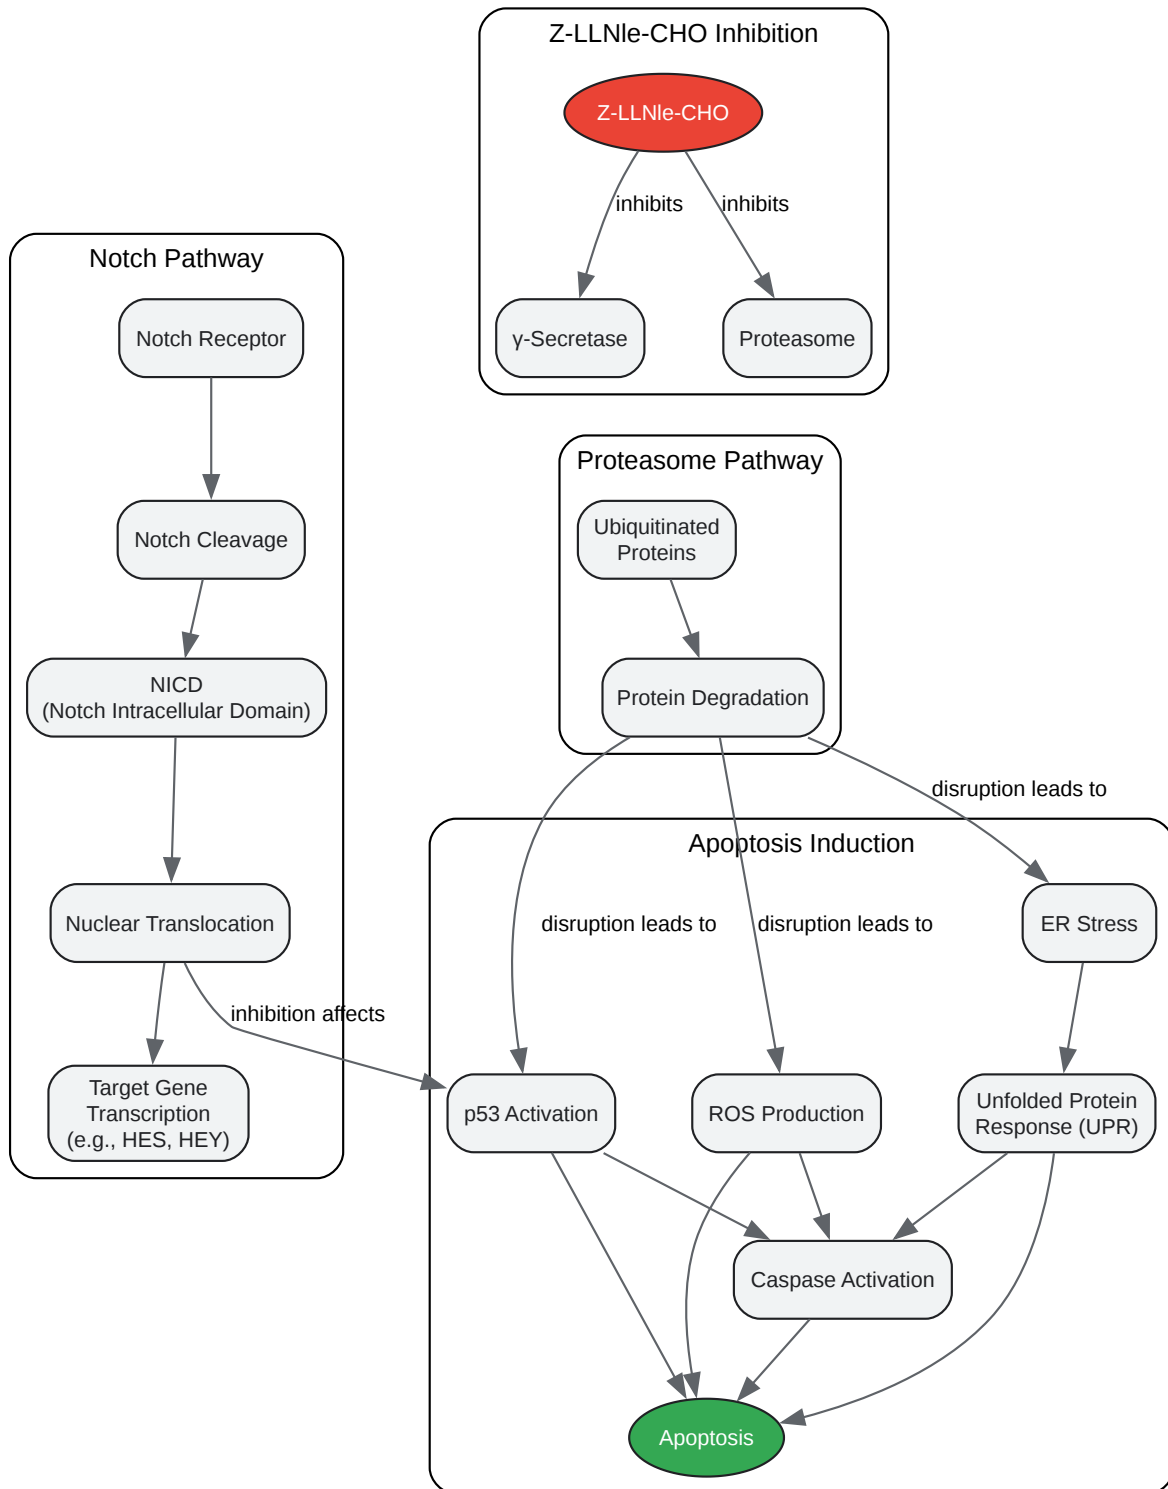 Z-LLNle-CHO Inhibition
Z-LLNle-CHO
inhibits
inhibits
γ-Secretase
Proteasome
Notch Pathway
Notch Receptor
Notch Cleavage
NICD
(Notch Intracellular Domain)
Nuclear Translocation
inhibition affects
Target Gene
Transcription
(e.g., HES, HEY)
Proteasome Pathway
Ubiquitinated
Proteins
Protein Degradation
disruption leads to
Apoptosis Induction
disruption leads to
disruption leads to
ER Stress
p53 Activation
ROS Production
Unfolded Protein
Response (UPR)
Caspase Activation
Apoptosis